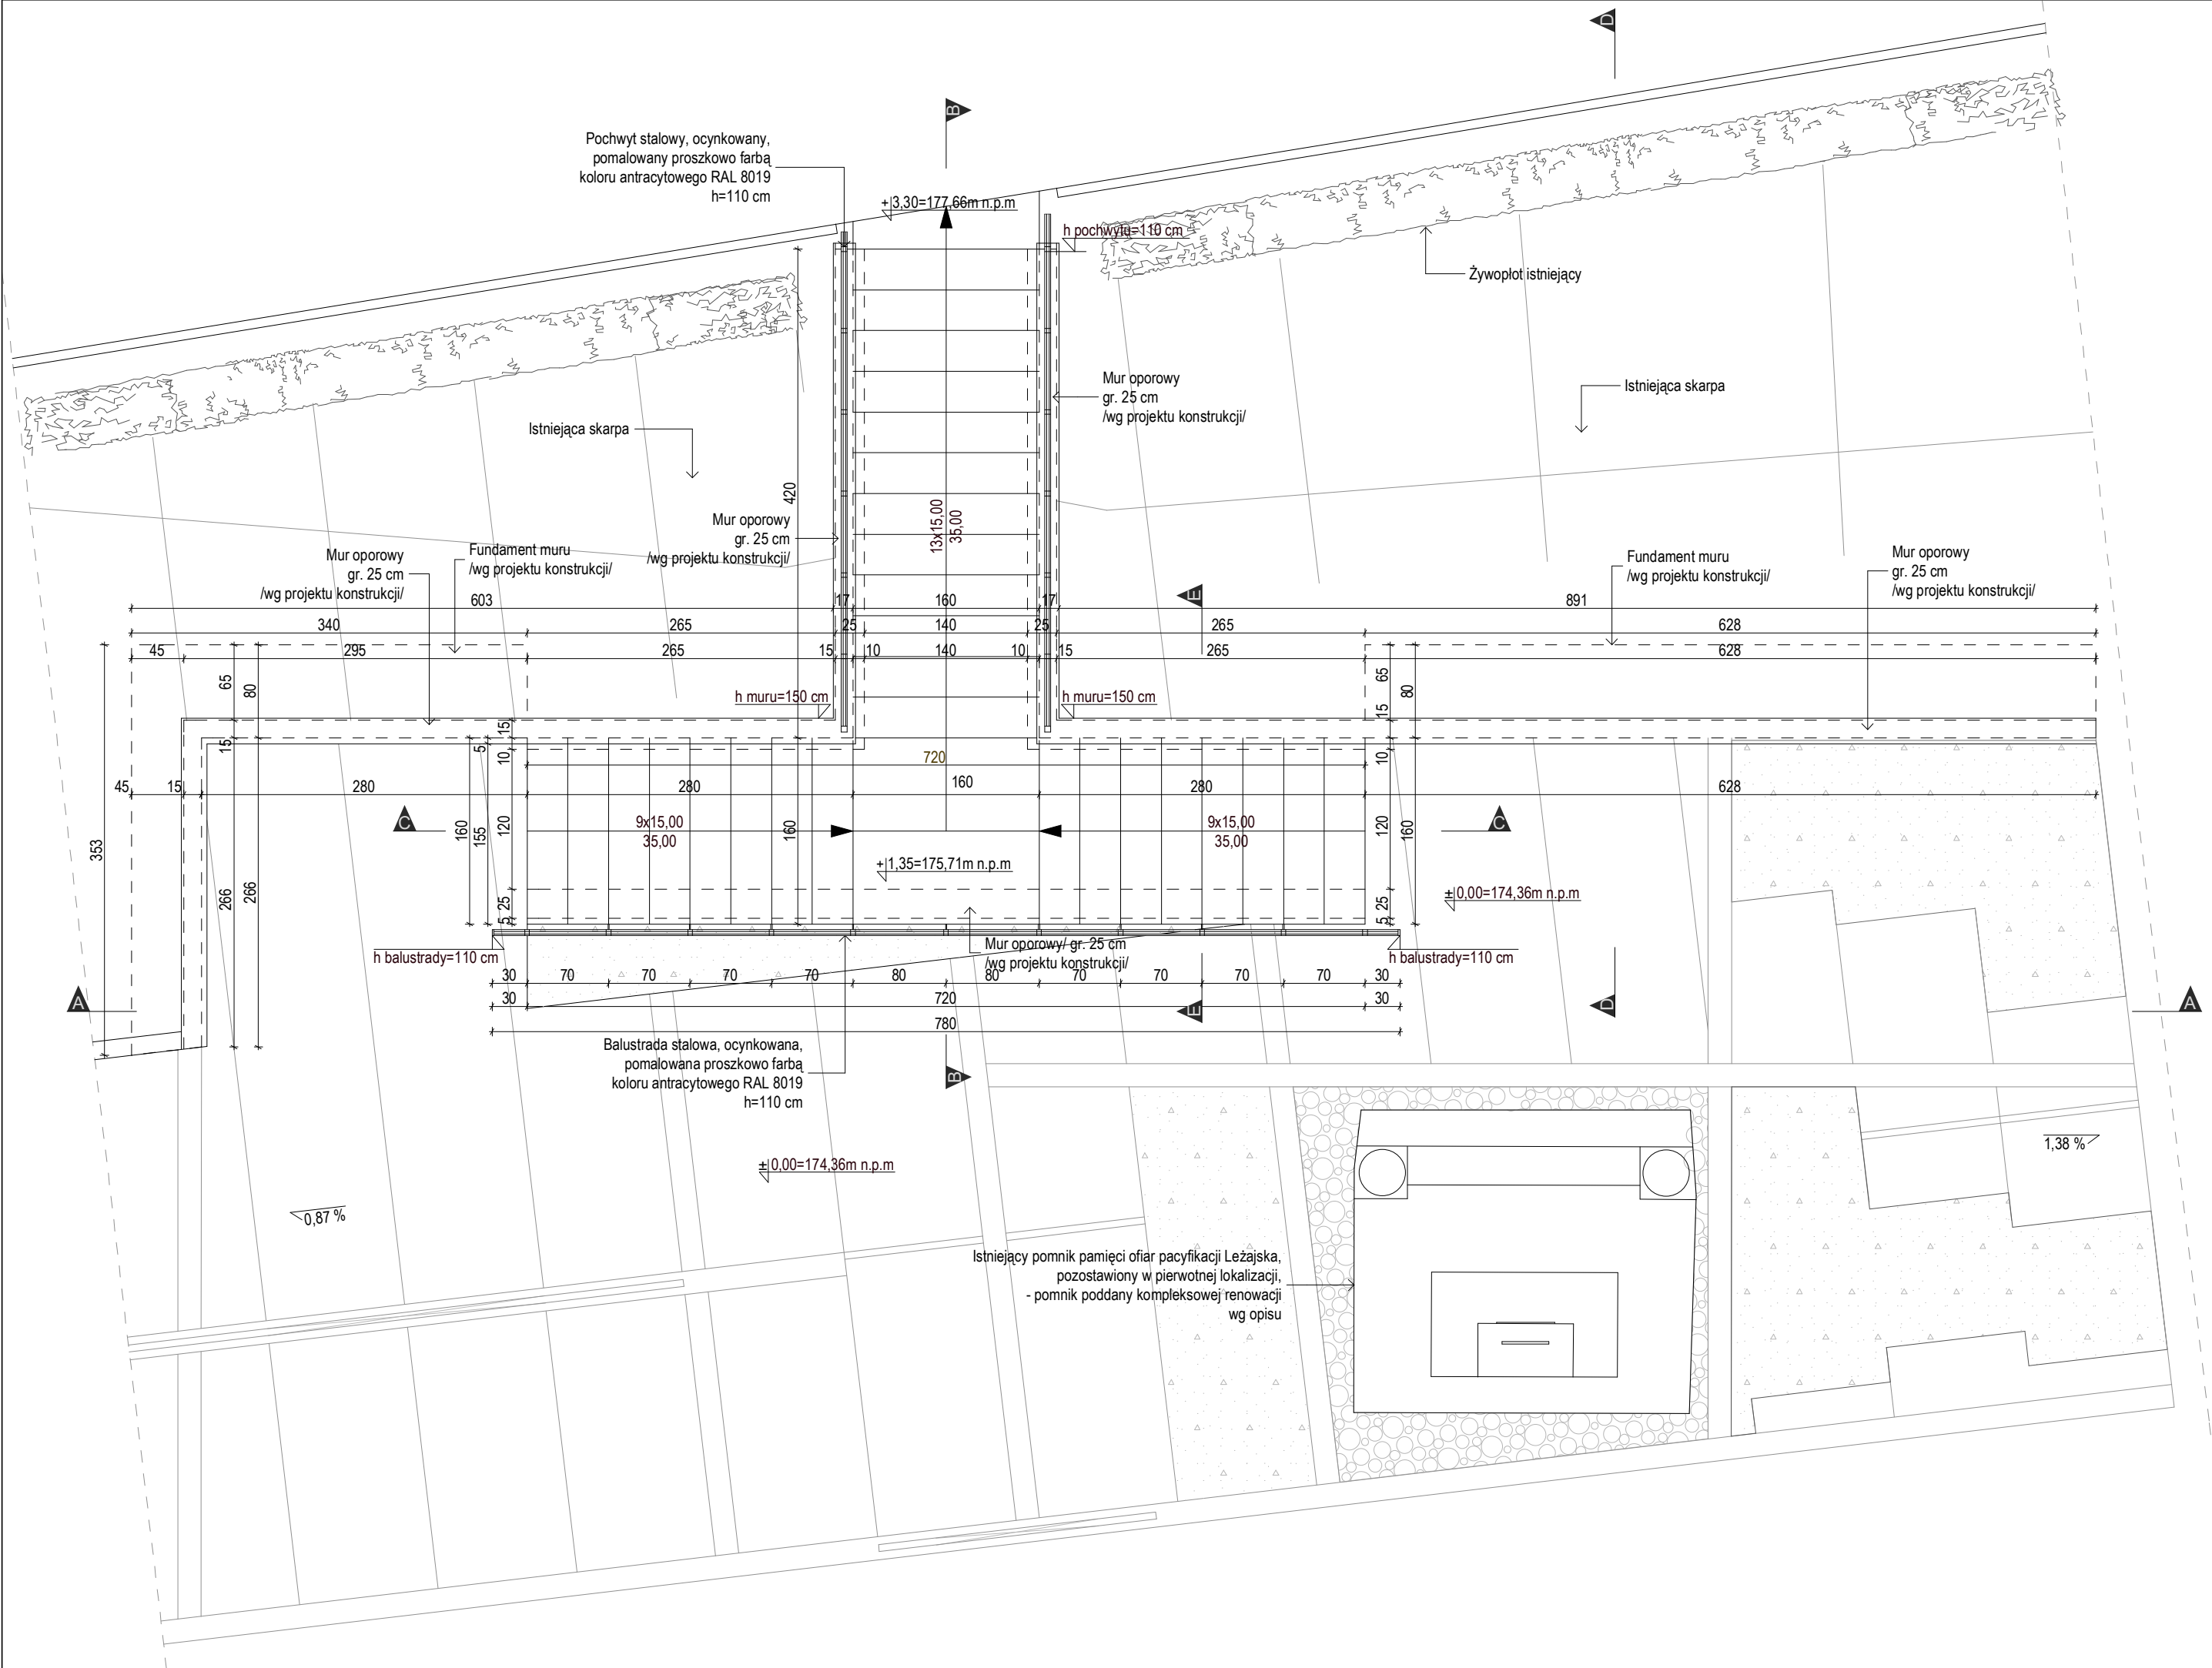 D
B
Pochwyt stalowy, ocynkowany,
pomalowany proszkowo farbą
koloru antracytowego RAL 8019
h=110 cm
+3,30=177,66m n.p.m
h pochwytu=110 cm
Żywopłot istniejący
Mur oporowy
gr. 25 cm
/wg projektu konstrukcji/
Istniejąca skarpa
Istniejąca skarpa
420
13x15,00
35,00
Mur oporowy
gr. 25 cm
/wg projektu konstrukcji/
Mur oporowy
gr. 25 cm
/wg projektu konstrukcji/
Fundament muru
/wg projektu konstrukcji/
Fundament muru
/wg projektu konstrukcji/
Mur oporowy
gr. 25 cm
/wg projektu konstrukcji/
E
603 17 160 17 891
340 265 25 140 25 265 628
45 295 265 15 10 140 10 15 265 628
65 80 65 80
h muru=150 cm
h muru=150 cm
15 15 5 10 15 10
720
45 15 280 280 160 280 628
C
9x15,00
35,00
9x15,00
35,00
C
353 266 266 160 155 120 160 120 160
+1,35=175,71m n.p.m
±0,00=174,36m n.p.m
5 25 5 25
Mur oporowy/ gr. 25 cm
/wg projektu konstrukcji/
h balustrady=110 cm
h balustrady=110 cm
30 70 70 70 70 80 80 70 70 70 70 30
30 720 30
780
A
E
D
A
Balustrada stalowa, ocynkowana,
pomalowana proszkowo farbą
koloru antracytowego RAL 8019
h=110 cm
B
±0,00=174,36m n.p.m
1,38 %
0,87 %
Istniejący pomnik pamięci ofiar pacyfikacji Leżajska,
pozostawiony w pierwotnej lokalizacji,
- pomnik poddany kompleksowej renowacji
wg opisu